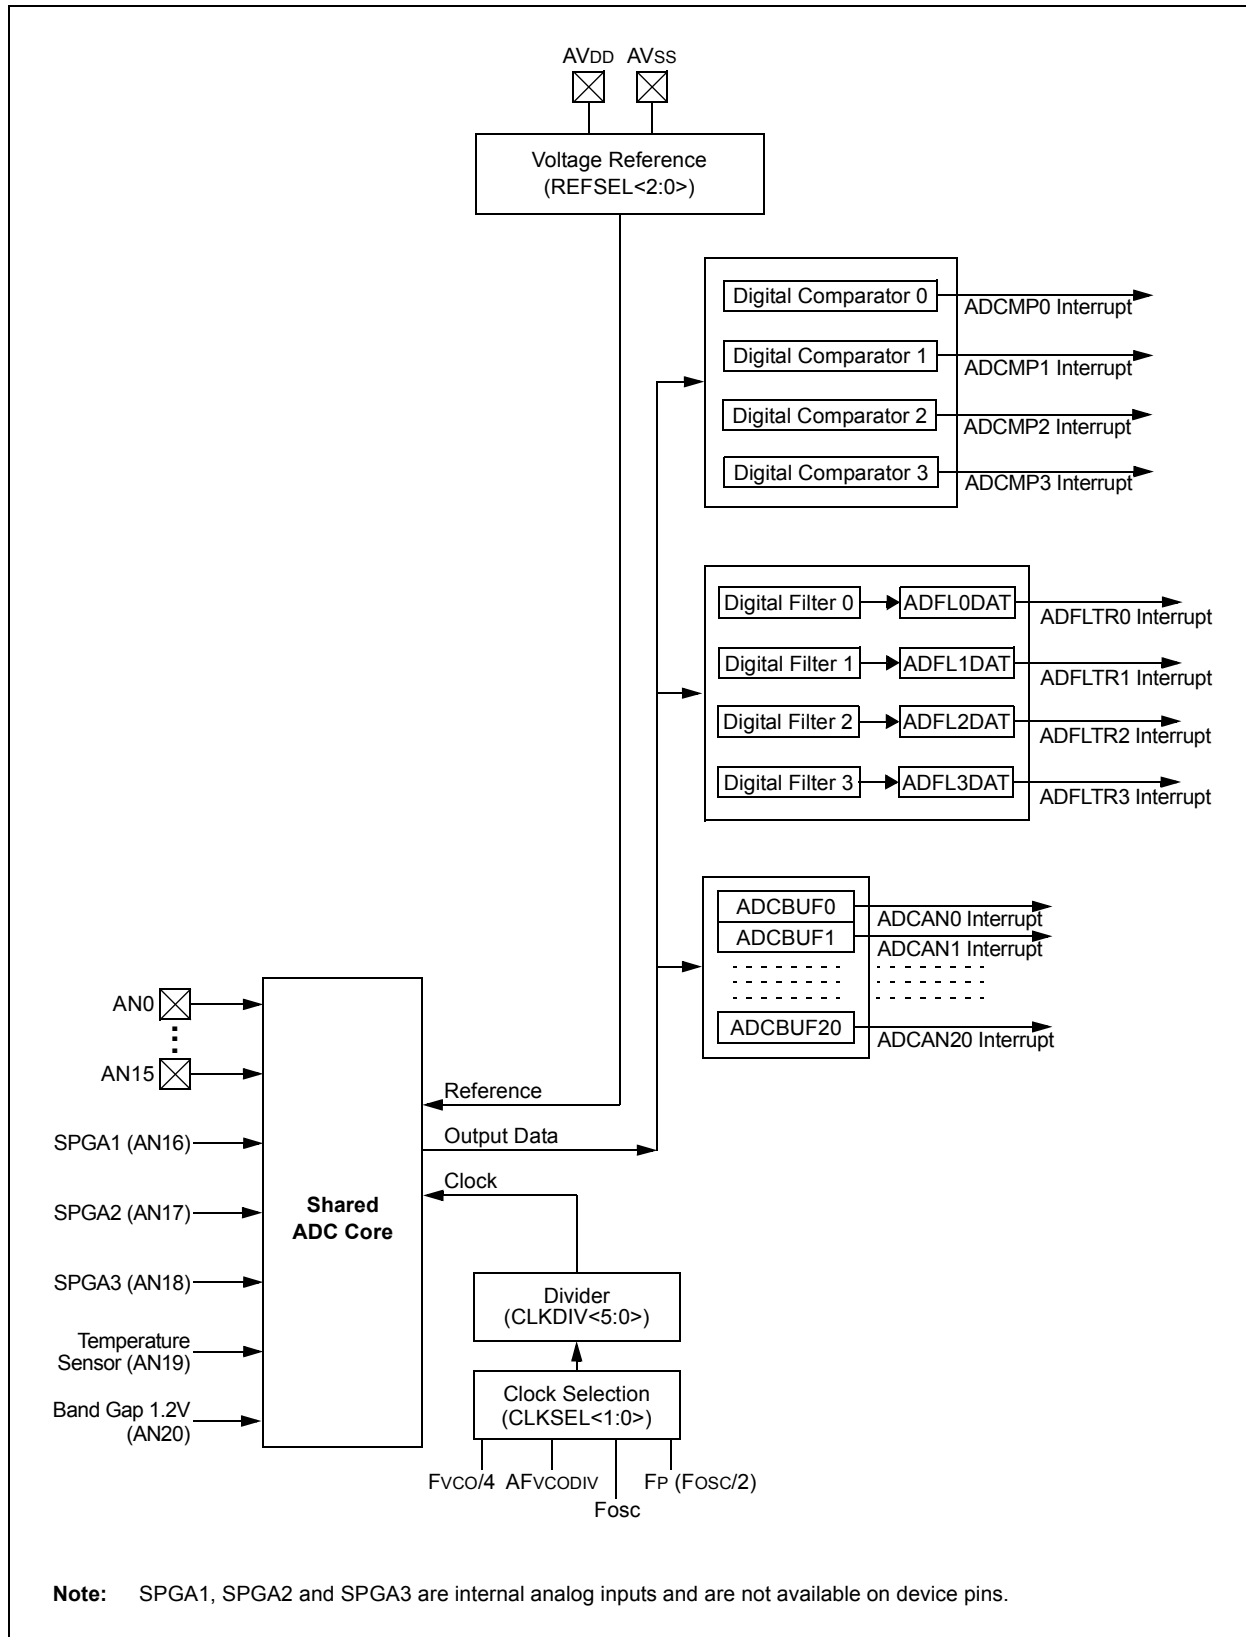 AVDD AVSS
Voltage Reference
(REFSEL<2:0>)
Digital Comparator 0
ADCMP0 Interrupt
Digital Comparator 1
ADCMP1 Interrupt
Digital Comparator 2
ADCMP2 Interrupt
Digital Comparator 3
ADCMP3 Interrupt
Digital Filter 0
ADFL0DAT
ADFLTR0 Interrupt
Digital Filter 1
ADFL1DAT
ADFLTR1 Interrupt
Digital Filter 2
ADFL2DAT
ADFLTR2 Interrupt
Digital Filter 3
ADFL3DAT
ADFLTR3 Interrupt
ADCBUF0
ADCAN0 Interrupt
ADCBUF1
ADCAN1 Interrupt
ADCBUF20
ADCAN20 Interrupt
AN0
AN15
SPGA1 (AN16)
SPGA2 (AN17)
SPGA3 (AN18)
Temperature
Sensor (AN19)
Band Gap 1.2V
(AN20)
Shared
ADC Core
Reference
Output Data
Clock
Divider
(CLKDIV<5:0>)
Clock Selection
(CLKSEL<1:0>)
FVCO/4 AFVCODIV
FP (FOSC/2)
Fosc
Note: SPGA1, SPGA2 and SPGA3 are internal analog inputs and are not available on device pins.